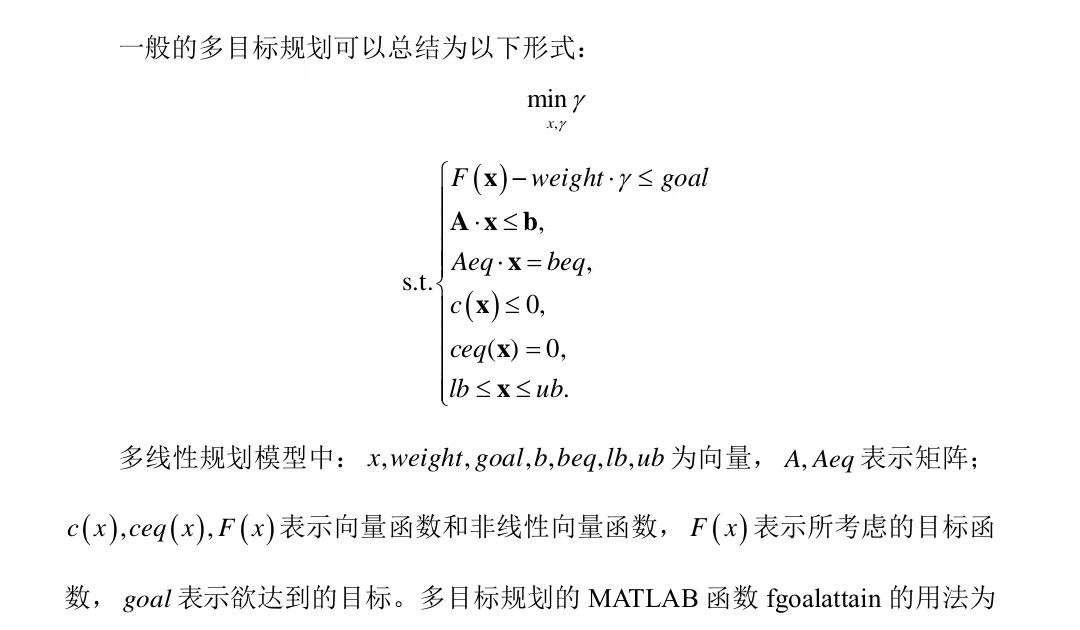 一般的多目标规划可以总结为以下形式：
min γ
x,γ
F(x) − weight · γ ≤ goal
A · x ≤ b,
Aeq · x = beq,
s.t.
c(x) ≤ 0,
ceq(x) = 0,
lb ≤ x ≤ ub.
多线性规划模型中： x,weight,goal,b,beq,lb,ub 为向量， A,Aeq 表示矩阵；
c(x),ceq(x),F(x) 表示向量函数和非线性向量函数， F(x) 表示所考虑的目标函
数， goal 表示欲达到的目标。多目标规划的 MATLAB 函数 fgoalattain 的用法为